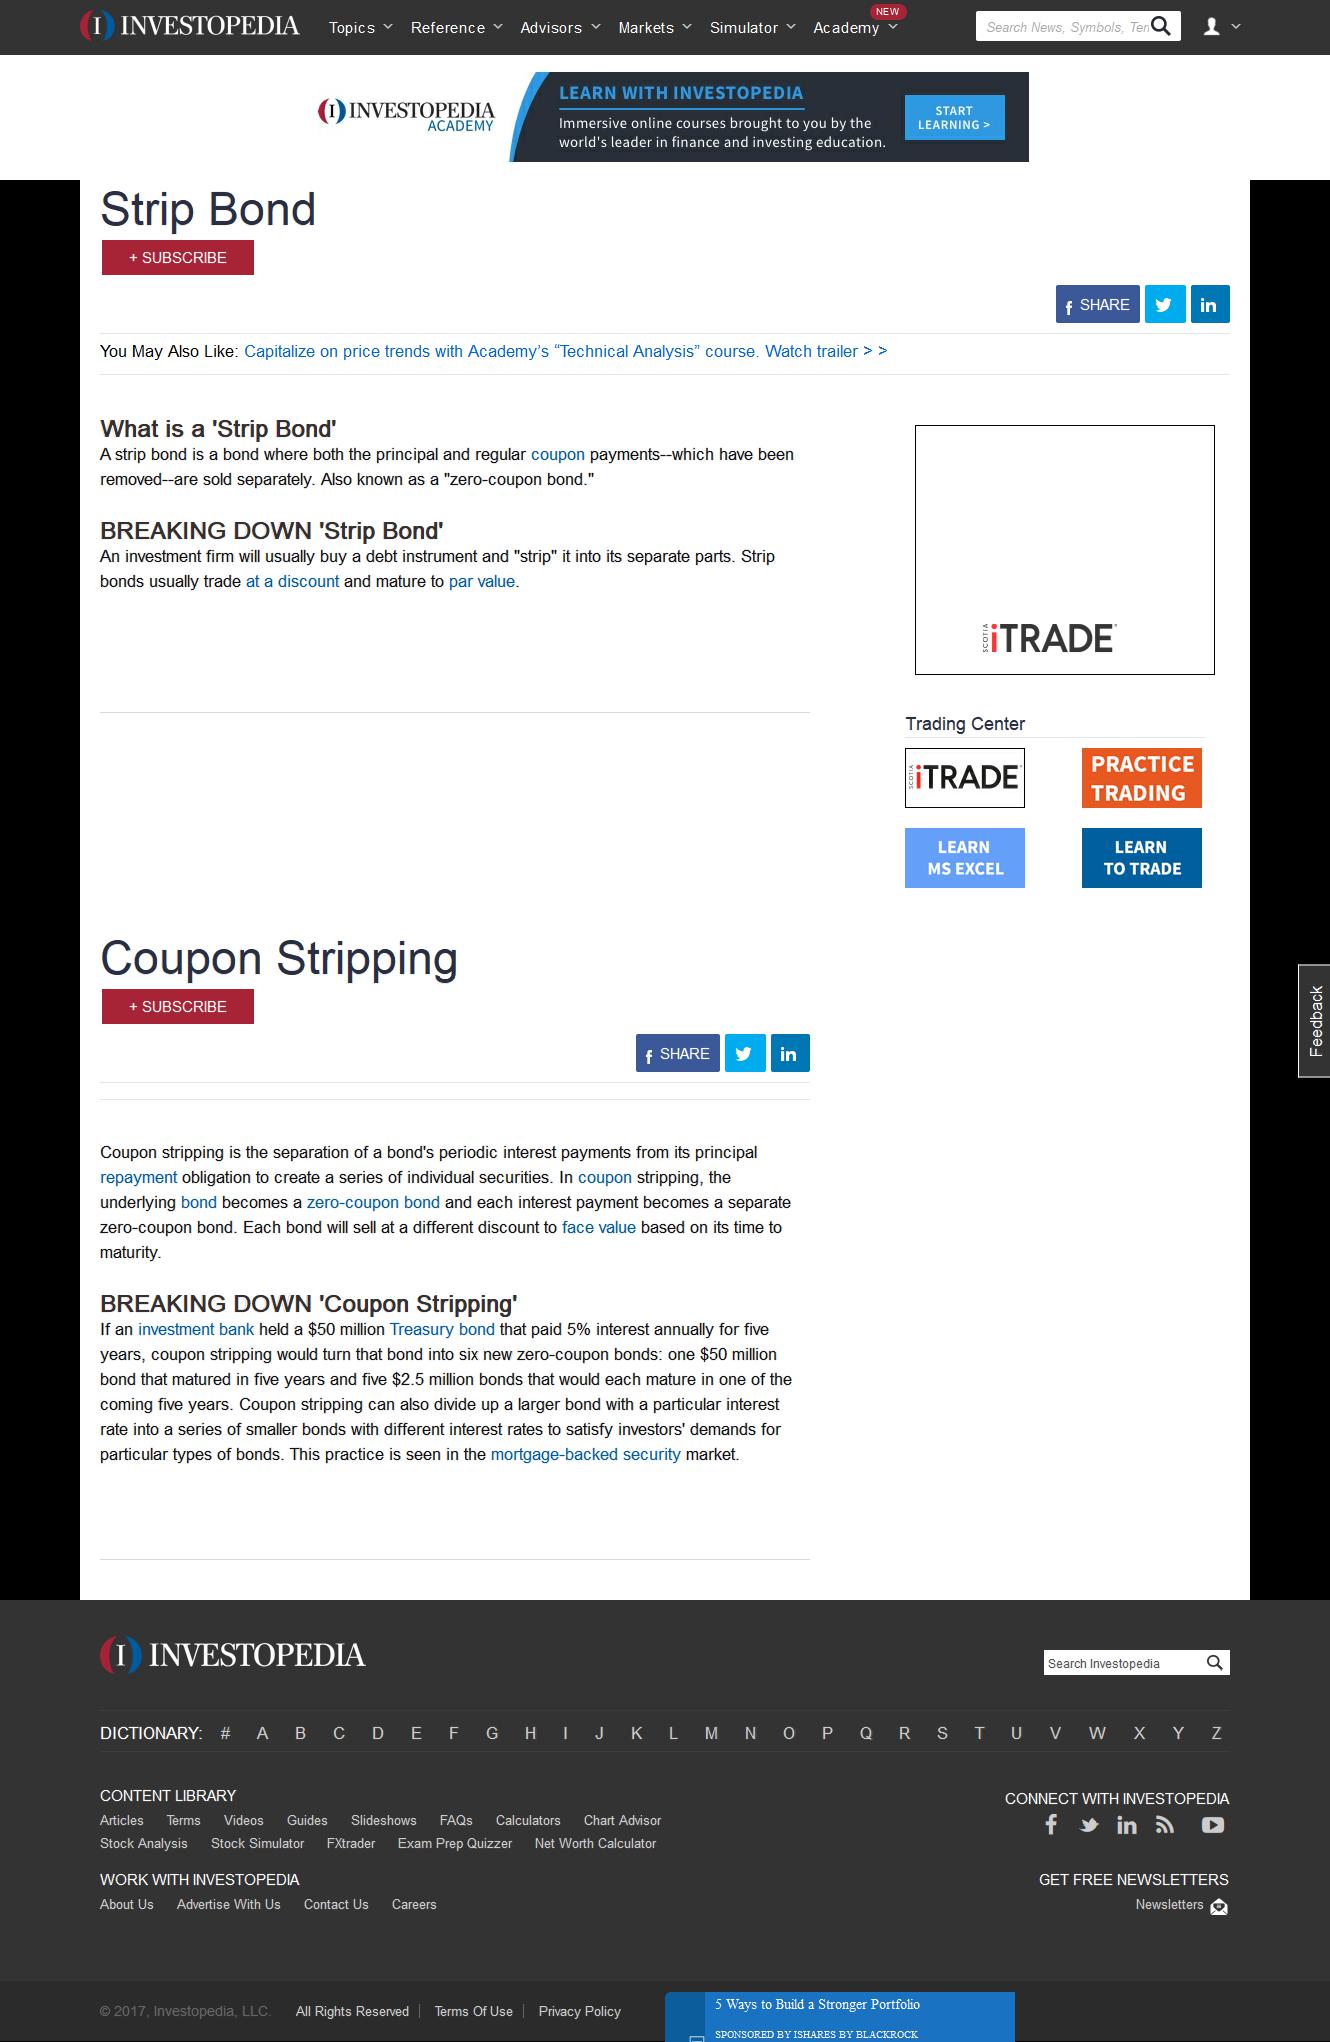 INVESTOPEDIA
Topics Reference Advisors Markets Simulator Academy NEW
Search News, Symbols, Ter
INVESTOPEDIA
ACADEMY
LEARN WITH INVESTOPEDIA
Immersive online courses brought to you by the
world's leader in finance and investing education.
START
LEARNING >
Strip Bond
+ SUBSCRIBE
f SHARE in
You May Also Like: Capitalize on price trends with Academy’s “Technical Analysis” course. Watch trailer > >
What is a 'Strip Bond'
A strip bond is a bond where both the principal and regular coupon payments--which have been
removed--are sold separately. Also known as a "zero-coupon bond."
BREAKING DOWN 'Strip Bond'
An investment firm will usually buy a debt instrument and "strip" it into its separate parts. Strip
bonds usually trade at a discount and mature to par value.
SCOTIA iTRADE
Trading Center
SCOTIA iTRADE
PRACTICE
TRADING
LEARN
MS EXCEL
LEARN
TO TRADE
Coupon Stripping
+ SUBSCRIBE
f SHARE in
Feedback
Coupon stripping is the separation of a bond's periodic interest payments from its principal
repayment obligation to create a series of individual securities. In coupon stripping, the
underlying bond becomes a zero-coupon bond and each interest payment becomes a separate
zero-coupon bond. Each bond will sell at a different discount to face value based on its time to
maturity.
BREAKING DOWN 'Coupon Stripping'
If an investment bank held a $50 million Treasury bond that paid 5% interest annually for five
years, coupon stripping would turn that bond into six new zero-coupon bonds: one $50 million
bond that matured in five years and five $2.5 million bonds that would each mature in one of the
coming five years. Coupon stripping can also divide up a larger bond with a particular interest
rate into a series of smaller bonds with different interest rates to satisfy investors' demands for
particular types of bonds. This practice is seen in the mortgage-backed security market.
INVESTOPEDIA
Search Investopedia
DICTIONARY: # A B C D E F G H I J K L M N O P Q R S T U V W X Y Z
CONTENT LIBRARY
Articles Terms Videos Guides Slideshows FAQs Calculators Chart Advisor
Stock Analysis Stock Simulator FXtrader Exam Prep Quizzer Net Worth Calculator
CONNECT WITH INVESTOPEDIA
WORK WITH INVESTOPEDIA
About Us Advertise With Us Contact Us Careers
GET FREE NEWSLETTERS
Newsletters
© 2017, Investopedia, LLC. All Rights Reserved Terms Of Use Privacy Policy
5 Ways to Build a Stronger Portfolio
SPONSORED BY ISHARES BY BLACKROCK